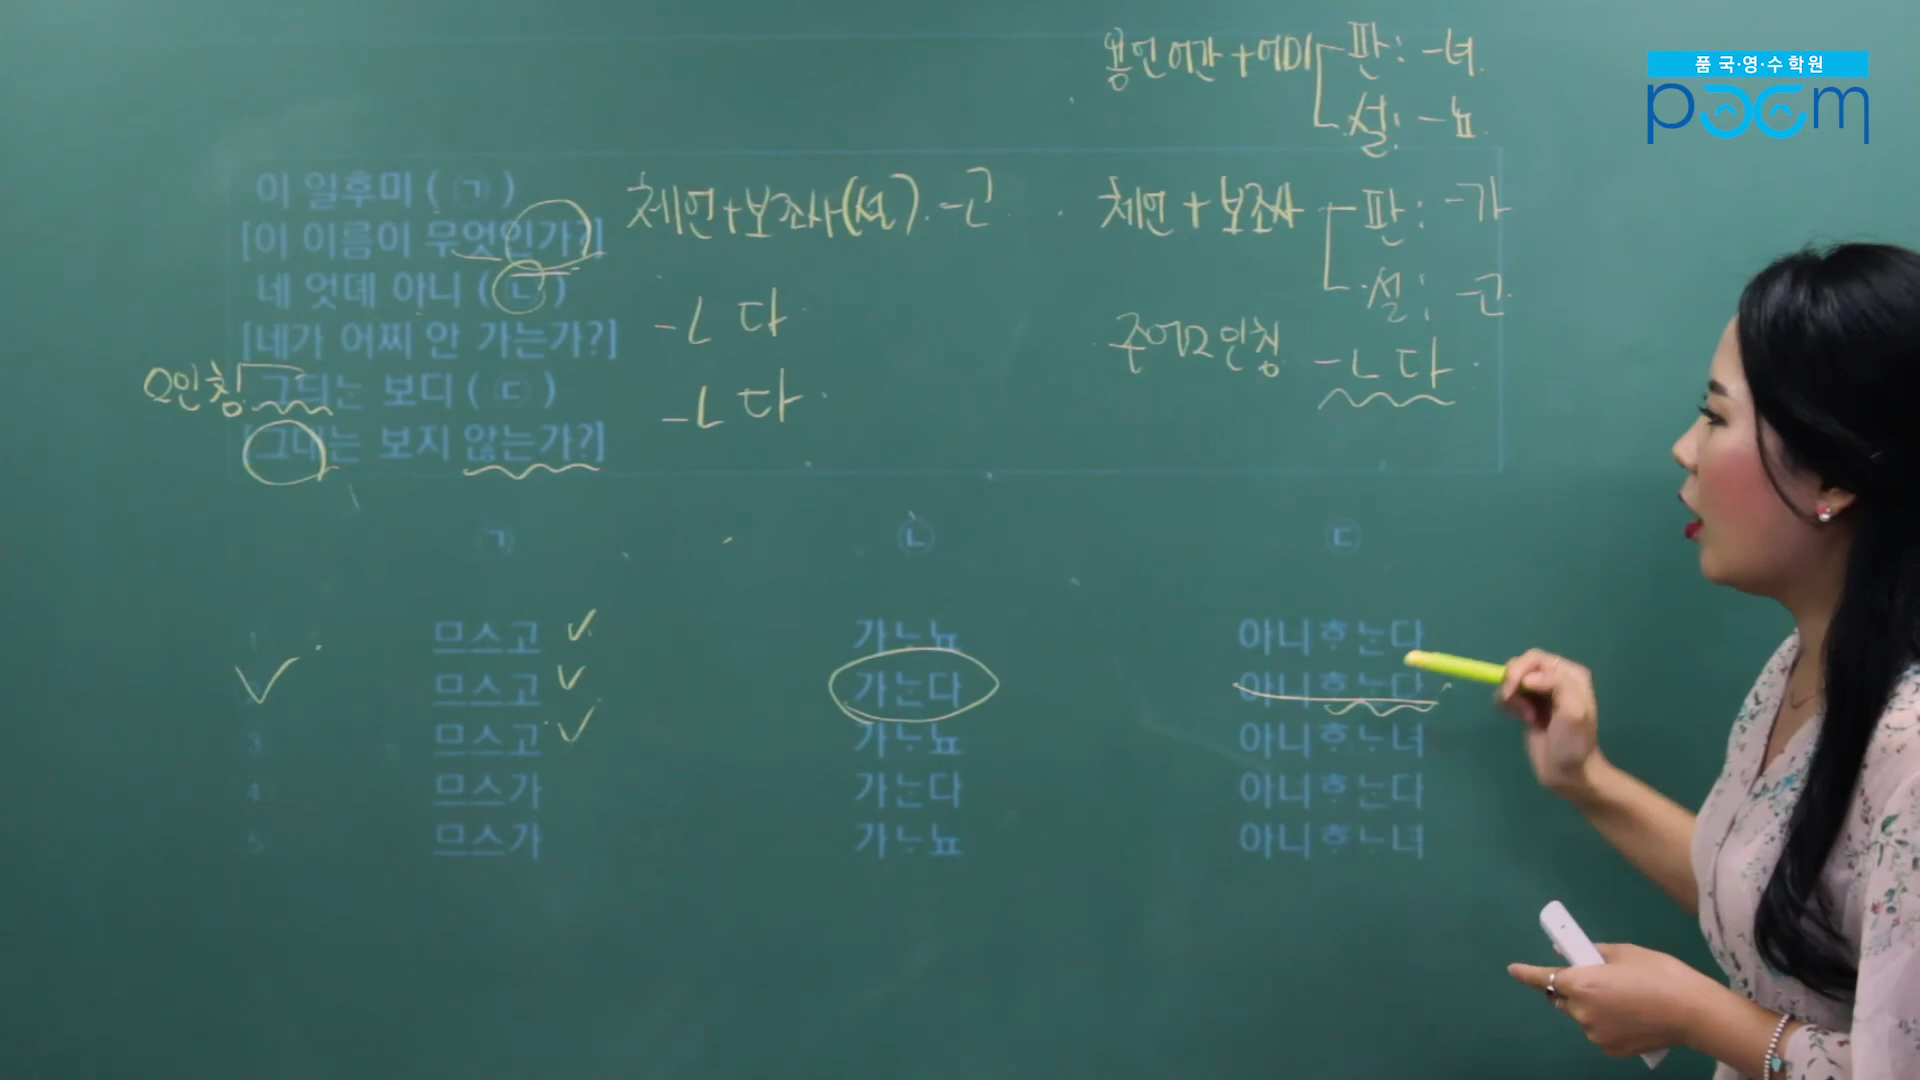 용언 어간 + 어미 판: -녀.
설: -뇨.
품 국·영·수 학원
poom
이 일후미 ( ㉠ )
[이 이름이 무엇인가?]
네 엇뎨 아니 ( ㉡ )
[네가 어찌 안 가는가?]
그듸는 보디 ( ㉢ )
[그대는 보지 않는가?]
2인칭
체언+보조사(설). -고
-ㄴ다.
-ㄴ다.
체언 + 보조사 판: -가
설: -고.
주어 2인칭 -ㄴ다.
㉠ ㉡ ㉢
1 므스고 가ᄂᆞ뇨 아니ᄒᆞᄂᆞᆫ다
므스고 가ᄂᆞᆫ다 아니ᄒᆞᄂᆞᆫ다
3 므스고 가ᄂᆞ뇨 아니ᄒᆞᄂᆞ녀
4 므스가 가ᄂᆞᆫ다 아니ᄒᆞᄂᆞᆫ다
5 므스가 가ᄂᆞ뇨 아니ᄒᆞᄂᆞ녀